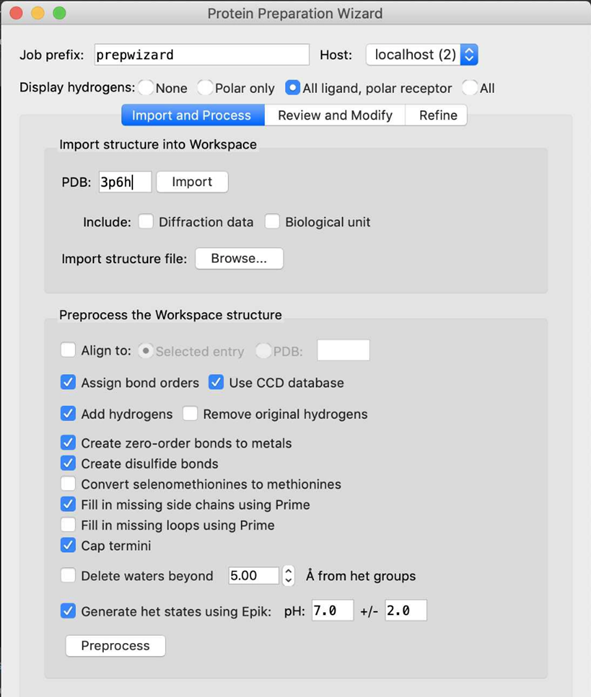 Protein Preparation Wizard
Job prefix: prepwizard Host: localhost (2)
Display hydrogens: None Polar only All ligand, polar receptor All
Import and Process Review and Modify Refine
Import structure into Workspace
PDB: 3p6h Import
Include: Diffraction data Biological unit
Import structure file: Browse...
Preprocess the Workspace structure
Align to: Selected entry PDB:
Assign bond orders Use CCD database
Add hydrogens Remove original hydrogens
Create zero-order bonds to metals
Create disulfide bonds
Convert selenomethionines to methionines
Fill in missing side chains using Prime
Fill in missing loops using Prime
Cap termini
Delete waters beyond 5.00 Å from het groups
Generate het states using Epik: pH: 7.0 +/- 2.0
Preprocess